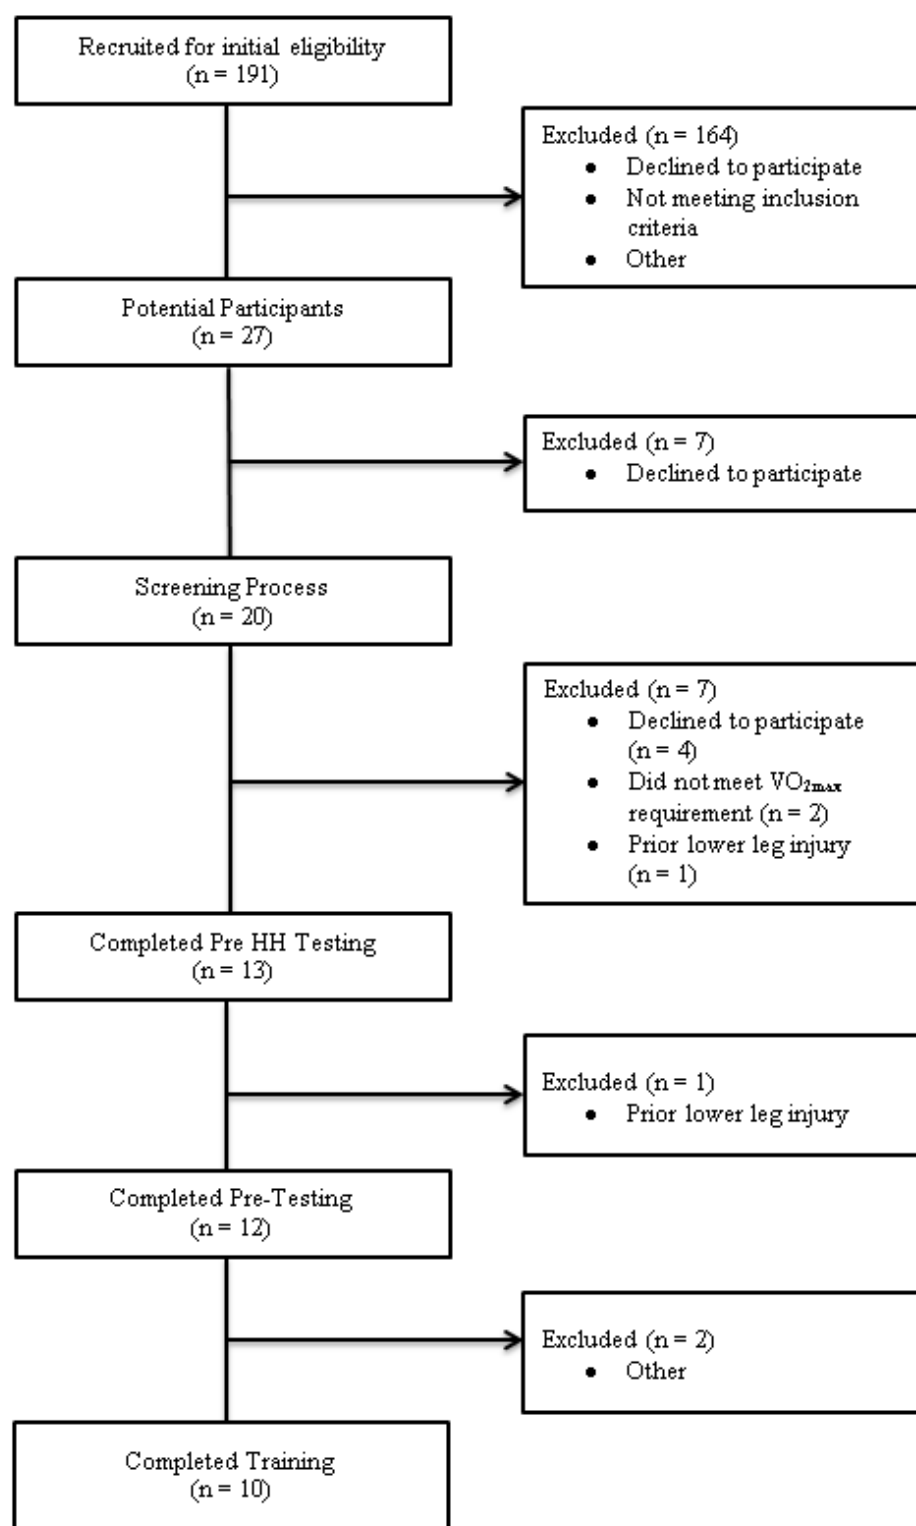 Recruited for initial eligibility
(n = 191)
Excluded (n = 164)
● Declined to participate
● Not meeting inclusion
criteria
● Other
Potential Participants
(n = 27)
Excluded (n = 7)
● Declined to participate
Screening Process
(n = 20)
Excluded (n = 7)
● Declined to participate
(n = 4)
● Did not meet VO₂ₘₐₓ
requirement (n = 2)
● Prior lower leg injury
(n = 1)
Completed Pre HH Testing
(n = 13)
Excluded (n = 1)
● Prior lower leg injury
Completed Pre-Testing
(n = 12)
Excluded (n = 2)
● Other
Completed Training
(n = 10)